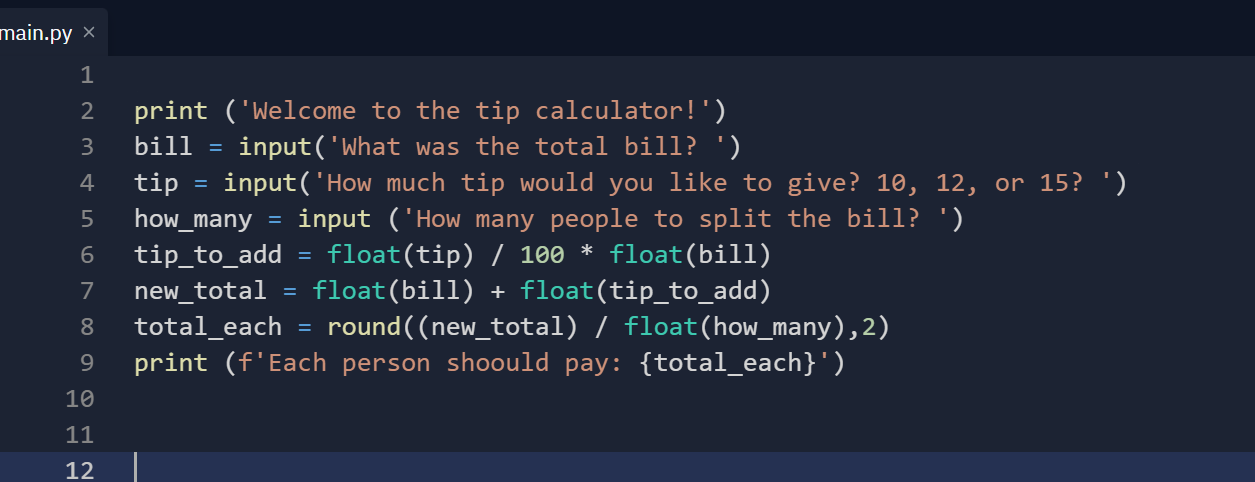 main.py ×
1
2 print ('Welcome to the tip calculator!')
3 bill = input('What was the total bill? ')
4 tip = input('How much tip would you like to give? 10, 12, or 15? ')
5 how_many = input ('How many people to split the bill? ')
6 tip_to_add = float(tip) / 100 * float(bill)
7 new_total = float(bill) + float(tip_to_add)
8 total_each = round((new_total) / float(how_many),2)
9 print (f'Each person shoould pay: {total_each}')
10
11
12